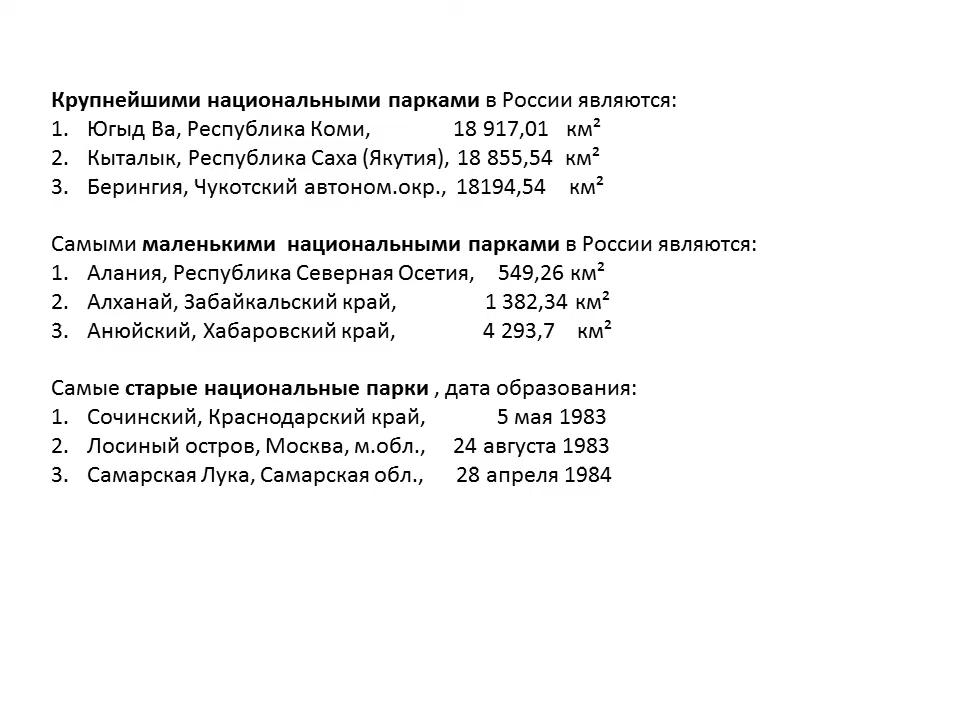 Крупнейшими национальными парками в России являются:
1. Югыд Ва, Республика Коми, 18 917,01 км²
2. Кыталык, Республика Саха (Якутия), 18 855,54 км²
3. Берингия, Чукотский автоном.окр., 18194,54 км²
Самыми маленькими национальными парками в России являются:
1. Алания, Республика Северная Осетия, 549,26 км²
2. Алханай, Забайкальский край, 1 382,34 км²
3. Анюйский, Хабаровский край, 4 293,7 км²
Самые старые национальные парки , дата образования:
1. Сочинский, Краснодарский край, 5 мая 1983
2. Лосиный остров, Москва, м.обл., 24 августа 1983
3. Самарская Лука, Самарская обл., 28 апреля 1984